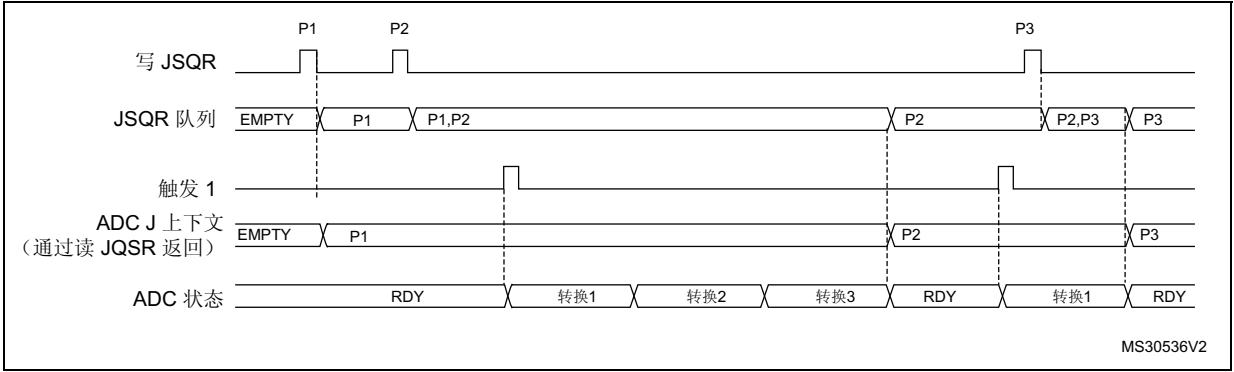 P1 P2 P3
写 JSQR
JSQR 队列 EMPTY P1 P1,P2 P2 P2,P3 P3
触发 1
ADC J 上下文
（通过读 JQSR 返回） EMPTY P1 P2 P3
ADC 状态 RDY 转换1 转换2 转换3 RDY 转换1 RDY
MS30536V2